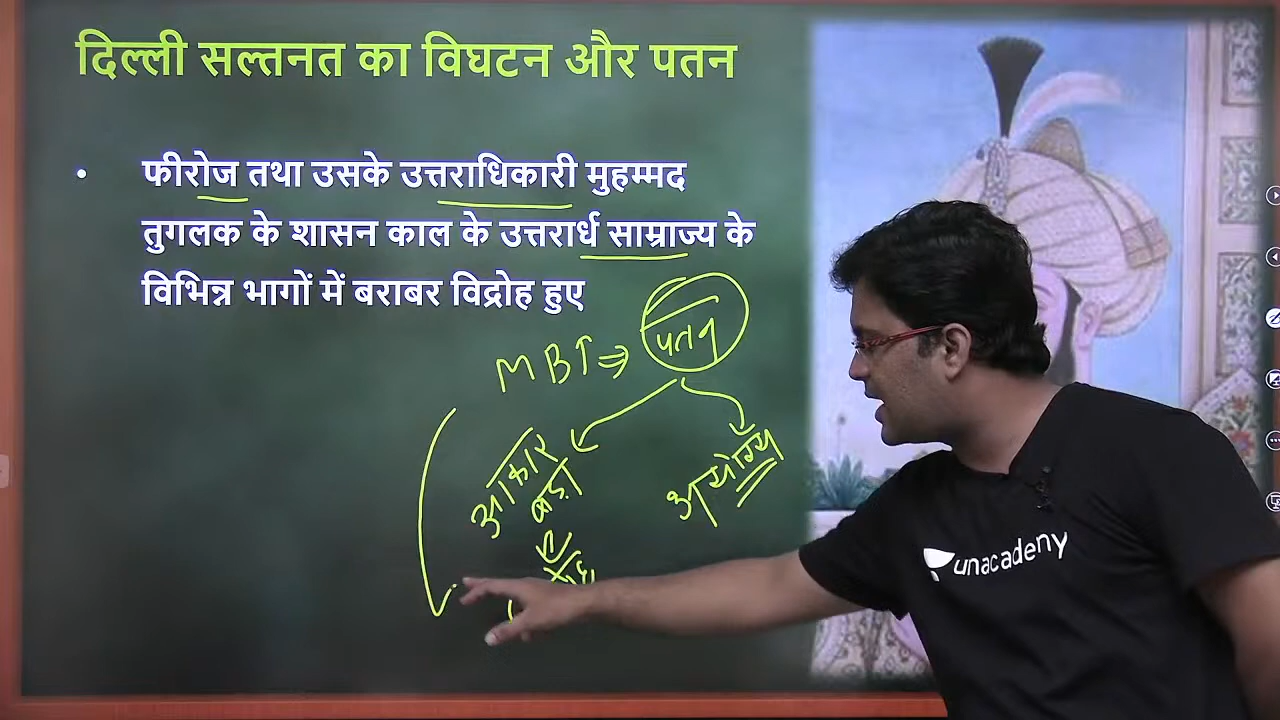 दिल्ली सल्तनत का विघटन और पतन
• फीरोज तथा उसके उत्तराधिकारी मुहम्मद
तुगलक के शासन काल के उत्तरार्ध साम्राज्य के
विभिन्न भागों में बराबर विद्रोह हुए
MBT ⇒ पतन
आकार
बड़ा
अयोग्य
unacademy